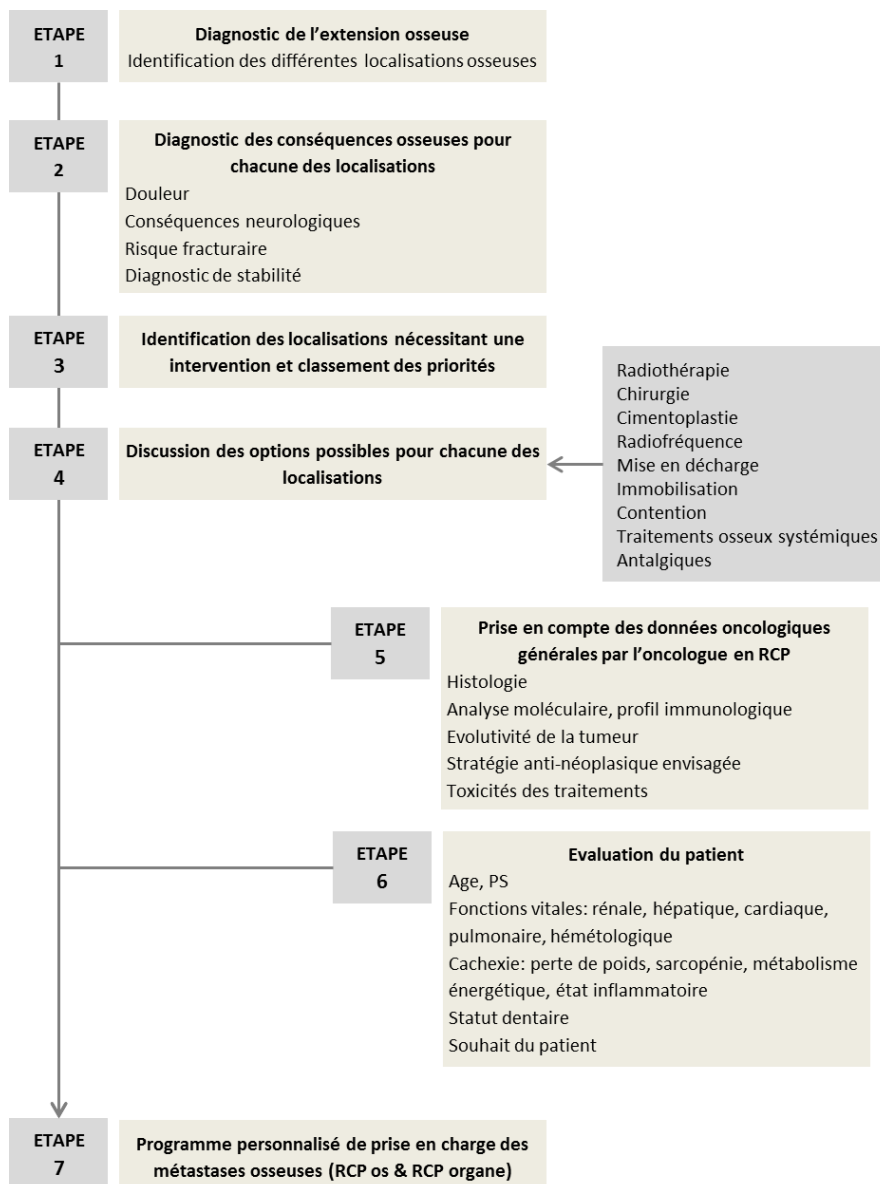 ETAPE
1
Diagnostic de l'extension osseuse
Identification des différentes localisations osseuses
ETAPE
2
Diagnostic des conséquences osseuses pour
chacune des localisations
Douleur
Conséquences neurologiques
Risque fracturaire
Diagnostic de stabilité
ETAPE
3
Identification des localisations nécessitant une
intervention et classement des priorités
ETAPE
4
Discussion des options possibles pour chacune des
localisations
Radiothérapie
Chirurgie
Cimentoplastie
Radiofréquence
Mise en décharge
Immobilisation
Contention
Traitements osseux systémiques
Antalgiques
ETAPE
5
Prise en compte des données oncologiques
générales par l'oncologue en RCP
Histologie
Analyse moléculaire, profil immunologique
Evolutivité de la tumeur
Stratégie anti-néoplasique envisagée
Toxicités des traitements
ETAPE
6
Evaluation du patient
Age, PS
Fonctions vitales: rénale, hépatique, cardiaque,
pulmonaire, hémétologique
Cachexie: perte de poids, sarcopénie, métabolisme
énergétique, état inflammatoire
Statut dentaire
Souhait du patient
ETAPE
7
Programme personnalisé de prise en charge des
métastases osseuses (RCP os & RCP organe)